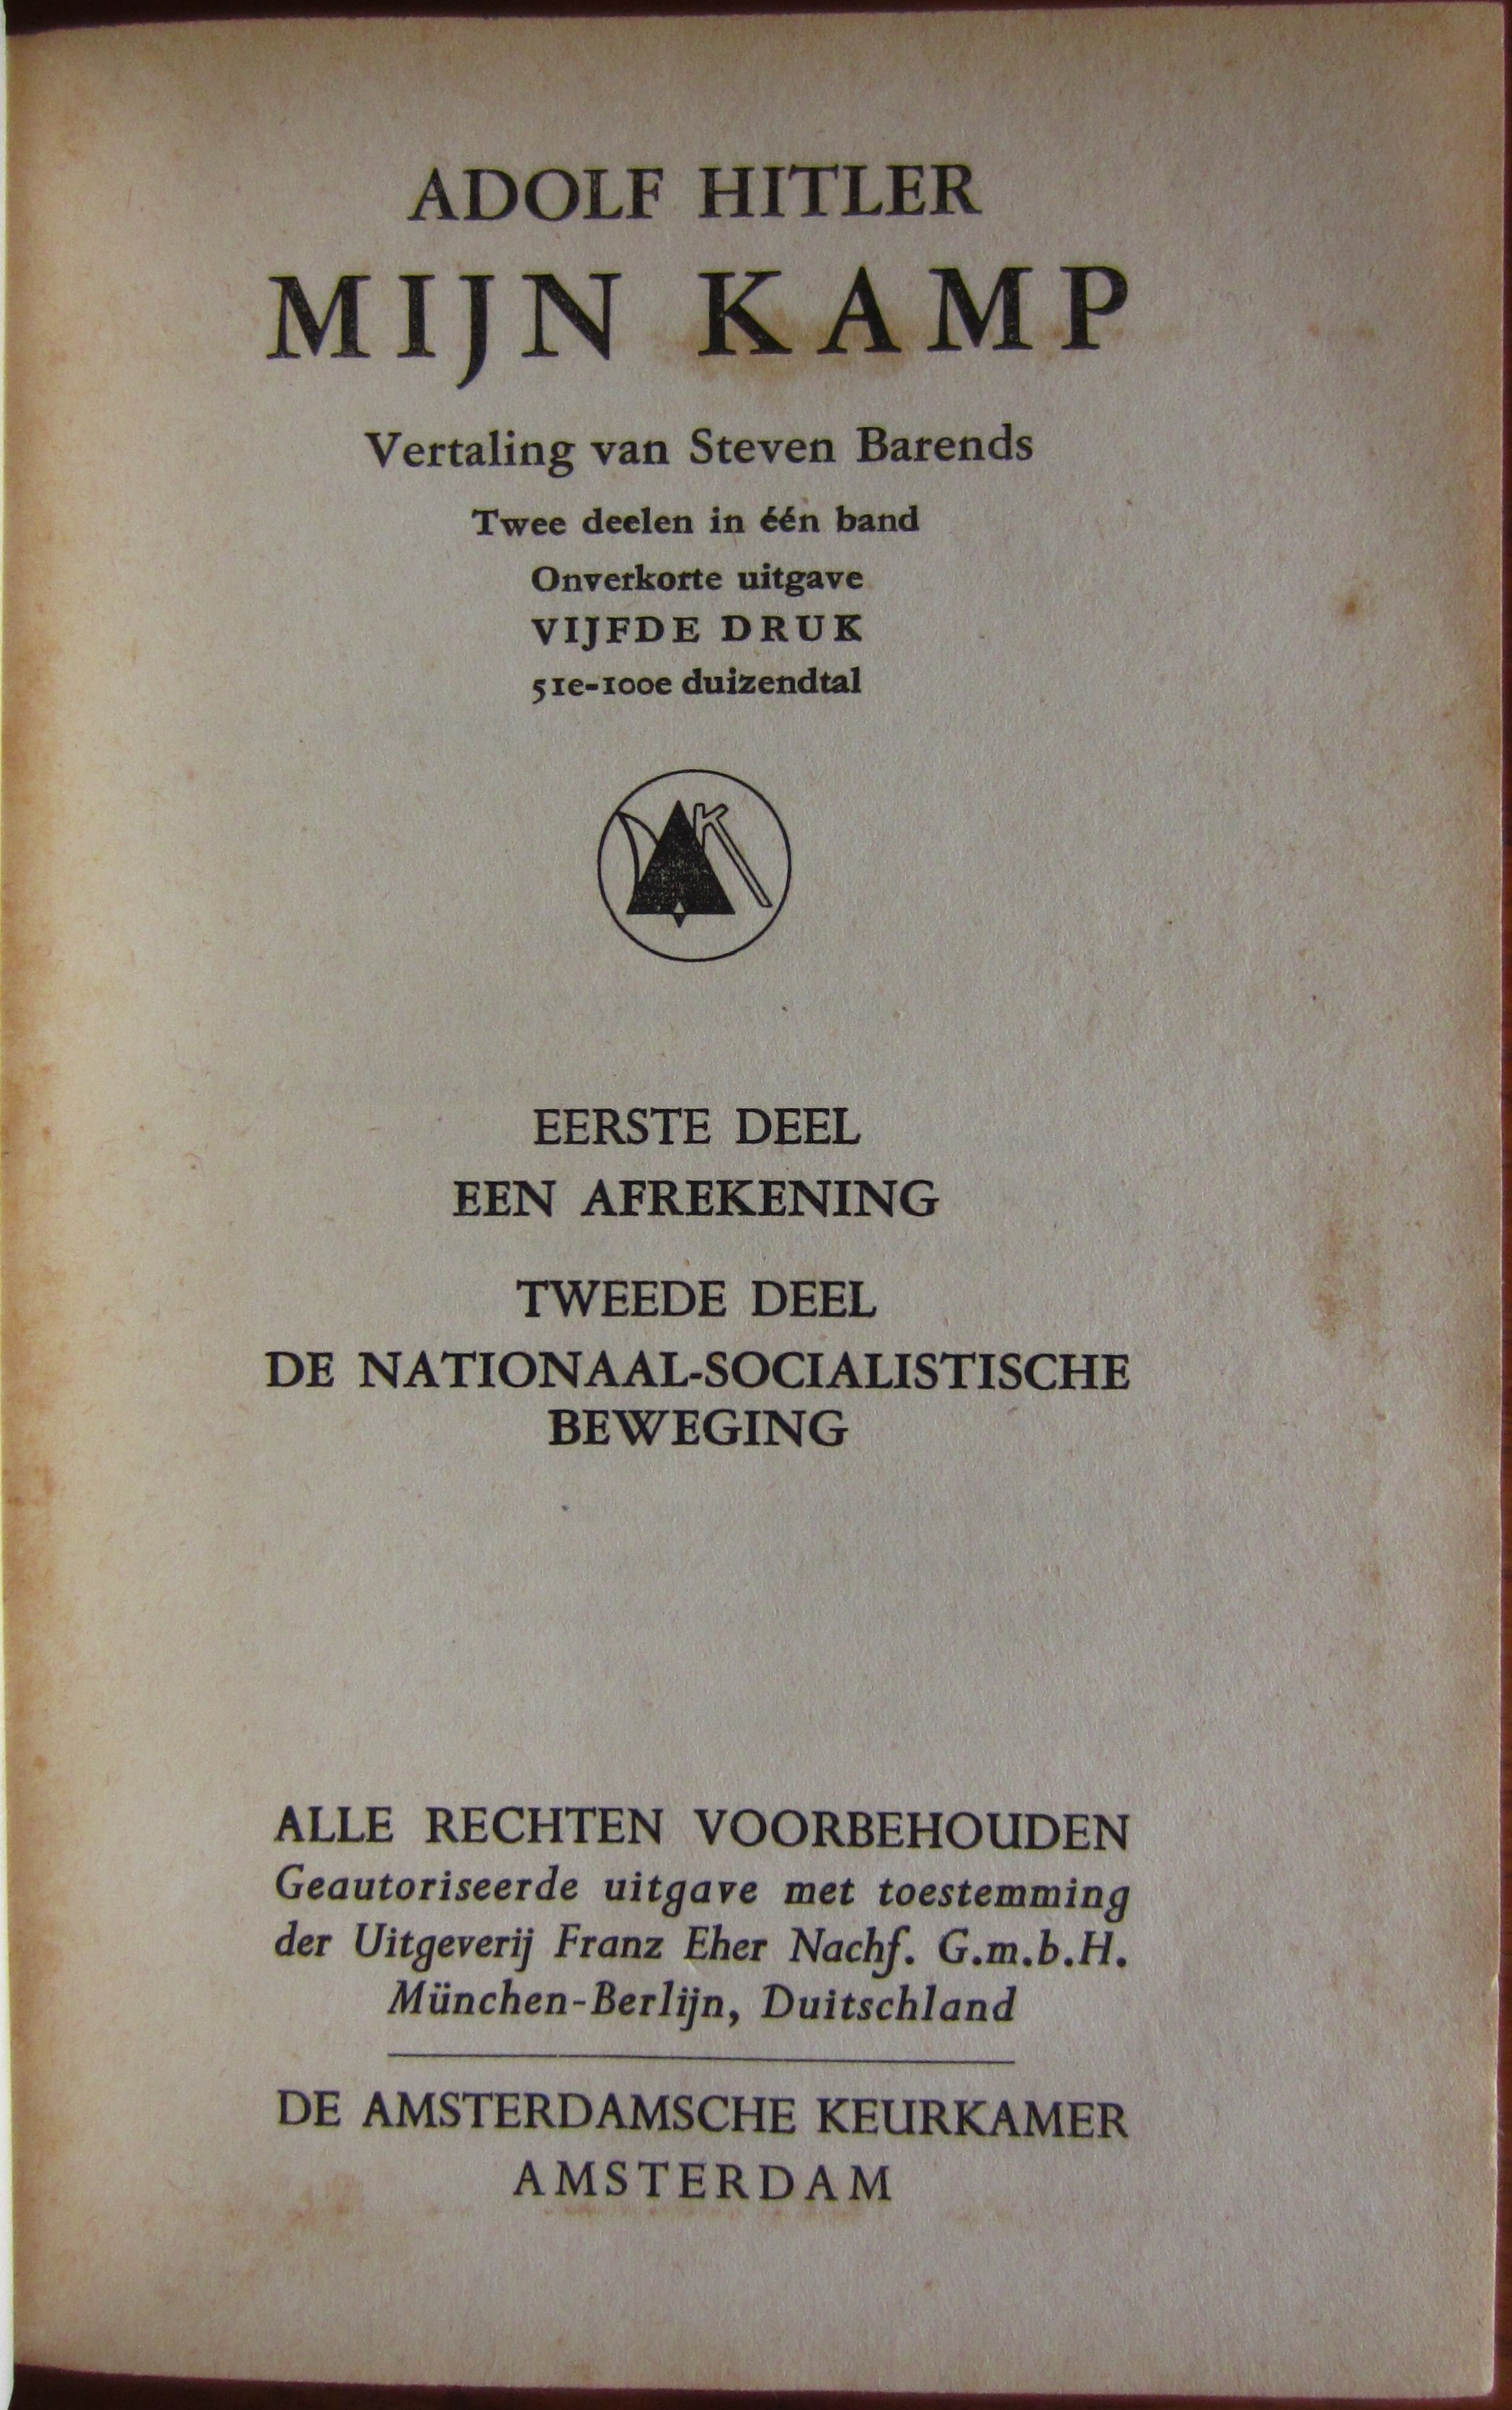 ADOLF HITLER
MIJN KAMP
Vertaling van Steven Barends
Twee deelen in één band
Onverkorte uitgave
VIJFDE DRUK
51e-100e duizendtal
EERSTE DEEL
EEN AFREKENING
TWEEDE DEEL
DE NATIONAAL-SOCIALISTISCHE
BEWEGING
ALLE RECHTEN VOORBEHOUDEN
Geautoriseerde uitgave met toestemming
der Uitgeverij Franz Eher Nachf. G.m.b.H.
München-Berlijn, Duitschland
DE AMSTERDAMSCHE KEURKAMER
AMSTERDAM